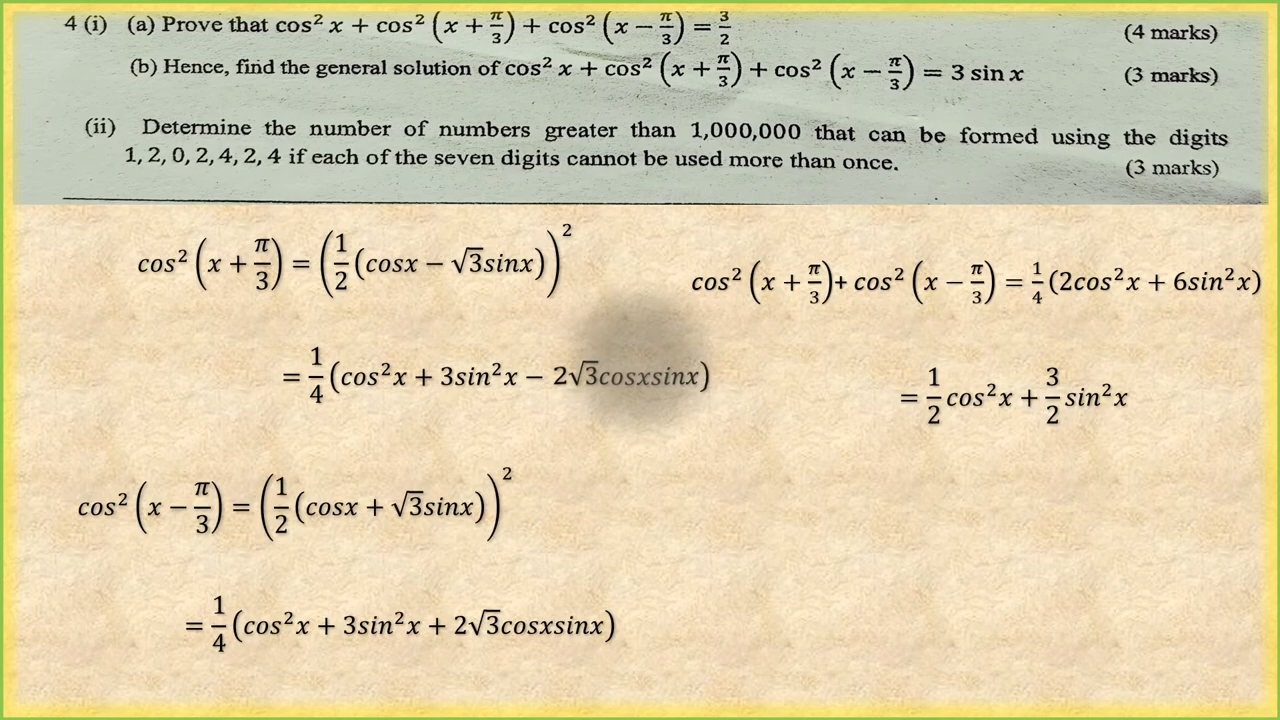 4 (i) (a) Prove that cos² x + cos² (x + π/3) + cos² (x − π/3) = 3/2 (4 marks)
(b) Hence, find the general solution of cos² x + cos² (x + π/3) + cos² (x − π/3) = 3 sin x (3 marks)
(ii) Determine the number of numbers greater than 1,000,000 that can be formed using the digits
1, 2, 0, 2, 4, 2, 4 if each of the seven digits cannot be used more than once. (3 marks)
cos² (x + π/3) = (1/2 (cosx − √3sinx))²
= 1/4 (cos²x + 3sin²x − 2√3cosxsinx)
cos² (x − π/3) = (1/2 (cosx + √3sinx))²
= 1/4 (cos²x + 3sin²x + 2√3cosxsinx)
cos² (x + π/3)+ cos² (x − π/3) = 1/4 (2cos²x + 6sin²x)
= 1/2 cos²x + 3/2 sin²x